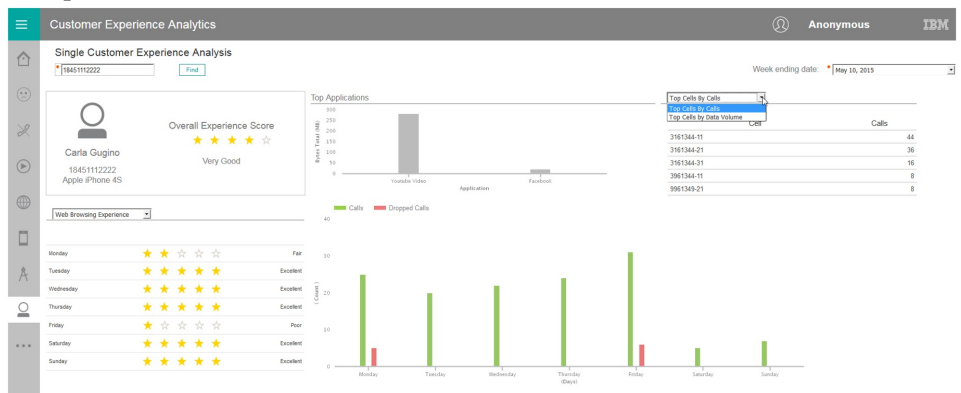 Customer Experience Analytics
Anonymous
IBM
Single Customer Experience Analysis
* 18451112222
Find
Week ending date: * May 10, 2015
Carla Gugino
18451112222
Apple iPhone 4S
Overall Experience Score
Very Good
Top Applications
300
250
200
150
100
50
0
Bytes Total (MB)
Youtube Video
Facebook
Application
Top Cells By Calls
Top Cells By Calls
Top Cells by Data Volume
Cell Calls
3161344-11 44
3161344-21 36
3161344-31 16
3961344-11 8
9961349-21 8
Web Browsing Experience
Monday Fair
Tuesday Excellent
Wednesday Excellent
Thursday Excellent
Friday Poor
Saturday Excellent
Sunday Excellent
Calls Dropped Calls
40
30
20
10
0
( Count )
Monday Tuesday Wednesday Thursday Friday Saturday Sunday
(Days)